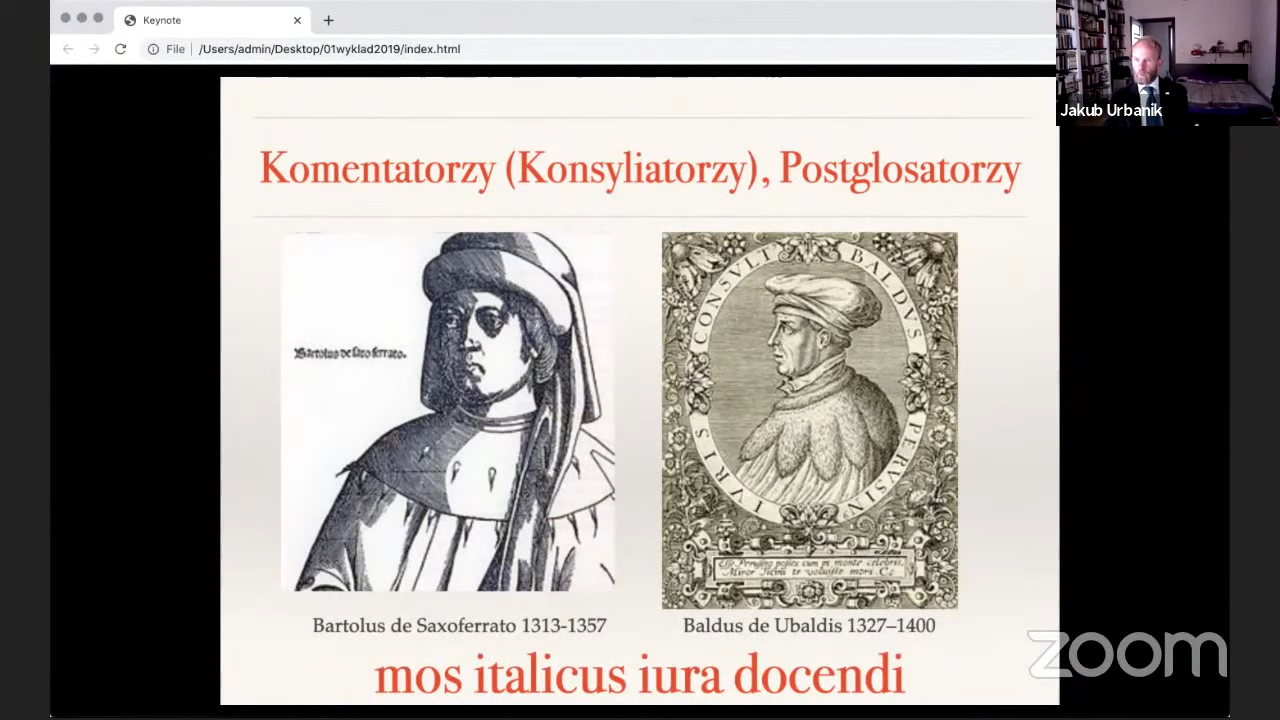 Keynote
File /Users/admin/Desktop/01wyklad2019/index.html
Jakub Urbanik
Komentatorzy (Konsyliatorzy), Postglosatorzy
Bartolus de saxo ferrato.
IVRIS CONSVLT BALDVS PERVSIN
Bartolus de Saxoferrato 1313-1357
Baldus de Ubaldis 1327–1400
mos italicus iura docendi
zoom